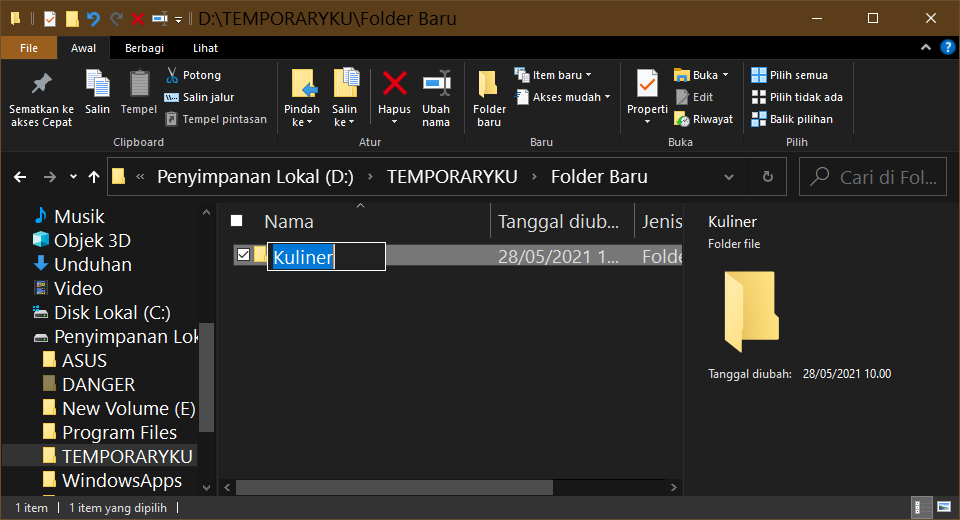 D:\TEMPORARYKU\Folder Baru
File Awal Berbagi Lihat
Sematkan ke akses Cepat
Salin
Tempel
Potong
Salin jalur
Tempel pintasan
Clipboard
Pindah ke
Salin ke
Hapus
Ubah nama
Atur
Folder baru
Item baru
Akses mudah
Baru
Properti
Buka
Edit
Riwayat
Buka
Pilih semua
Pilih tidak ada
Balik pilihan
Pilih
« Penyimpanan Lokal (D:) › TEMPORARYKU › Folder Baru
Cari di Fol...
Musik
Objek 3D
Unduhan
Video
Disk Lokal (C:)
Penyimpanan Lok
ASUS
DANGER
New Volume (E)
Program Files
TEMPORARYKU
WindowsApps
Nama Tanggal diub... Jenis
Kuliner 28/05/2021 1... Folde
Kuliner
Folder file
Tanggal diubah: 28/05/2021 10.00
1 item 1 item yang dipilih